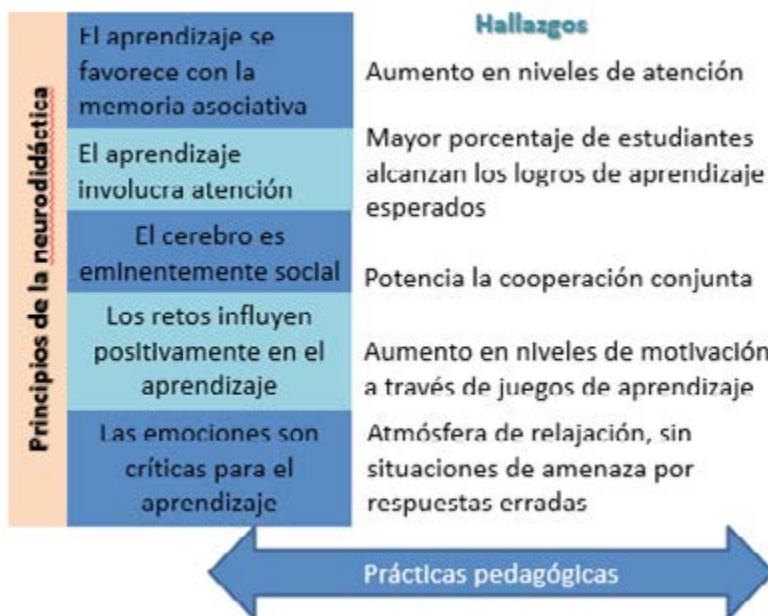 Principios de la neurodidáctica
El aprendizaje se
favorece con la
memoria asociativa
El aprendizaje
involucra atención
El cerebro es
eminentemente social
Los retos influyen
positivamente en el
aprendizaje
Las emociones son
críticas para el
aprendizaje
Hallazgos
Aumento en niveles de atención
Mayor porcentaje de estudiantes
alcanzan los logros de aprendizaje
esperados
Potencia la cooperación conjunta
Aumento en niveles de motivación
a través de juegos de aprendizaje
Atmósfera de relajación, sin
situaciones de amenaza por
respuestas erradas
Prácticas pedagógicas